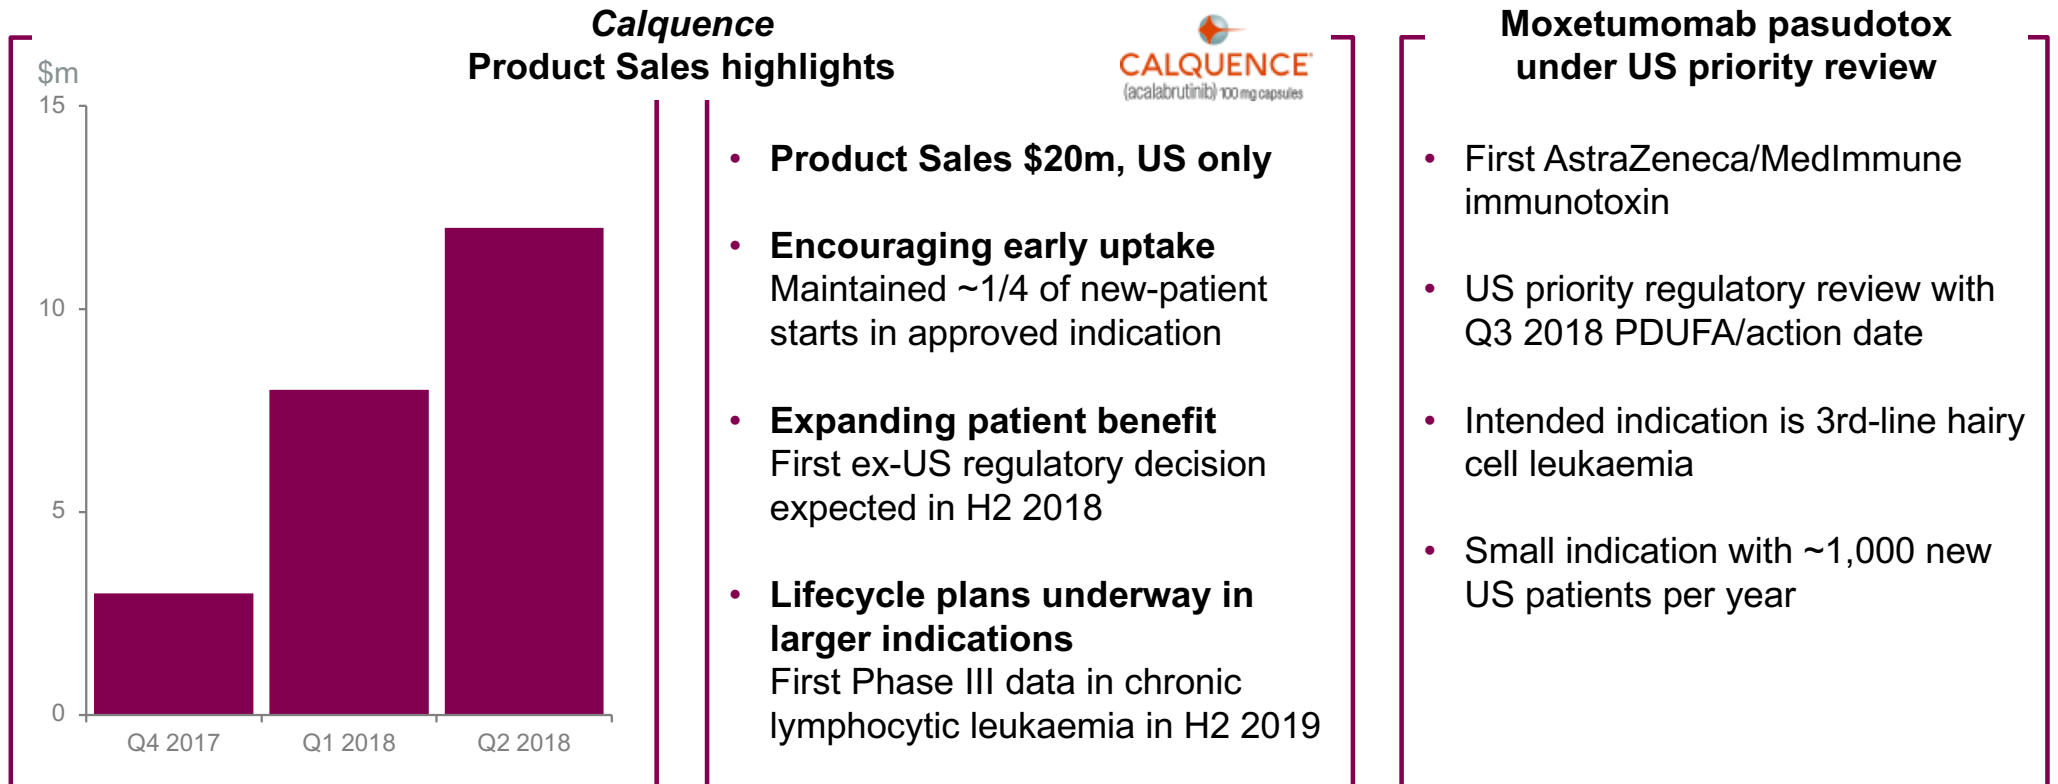 Calquence
Product Sales highlights
CALQUENCE®
(acalabrutinib) 100 mg capsules
$m
15
10
5
0
Q4 2017
Q1 2018
Q2 2018
• Product Sales $20m, US only
• Encouraging early uptake
Maintained ~1/4 of new-patient
starts in approved indication
• Expanding patient benefit
First ex-US regulatory decision
expected in H2 2018
• Lifecycle plans underway in
larger indications
First Phase III data in chronic
lymphocytic leukaemia in H2 2019
Moxetumomab pasudotox
under US priority review
• First AstraZeneca/MedImmune
immunotoxin
• US priority regulatory review with
Q3 2018 PDUFA/action date
• Intended indication is 3rd-line hairy
cell leukaemia
• Small indication with ~1,000 new
US patients per year